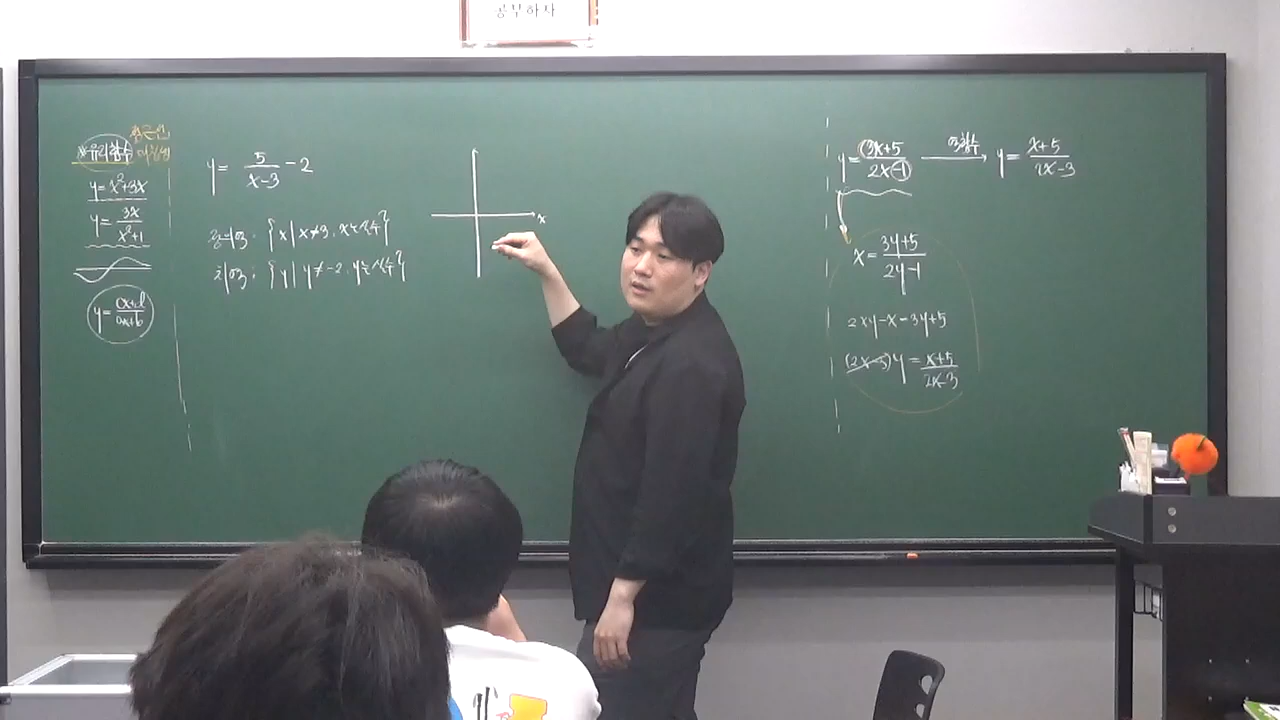 공부하자
※유리함수
y = x²+3x
y = 3x/x²+1
y = cx+d/ax+b
y = 5/x-3 - 2
정의역 : {x | x≠3, x는 실수}
치역 : {y | y≠-2, y는 실수}
x
y = 3x+5/2x-1 → 역함수 y = x+5/2x-3
x = 3y+5/2y-1
2xy-x=3y+5
(2x-3)y = x+5/2x-3